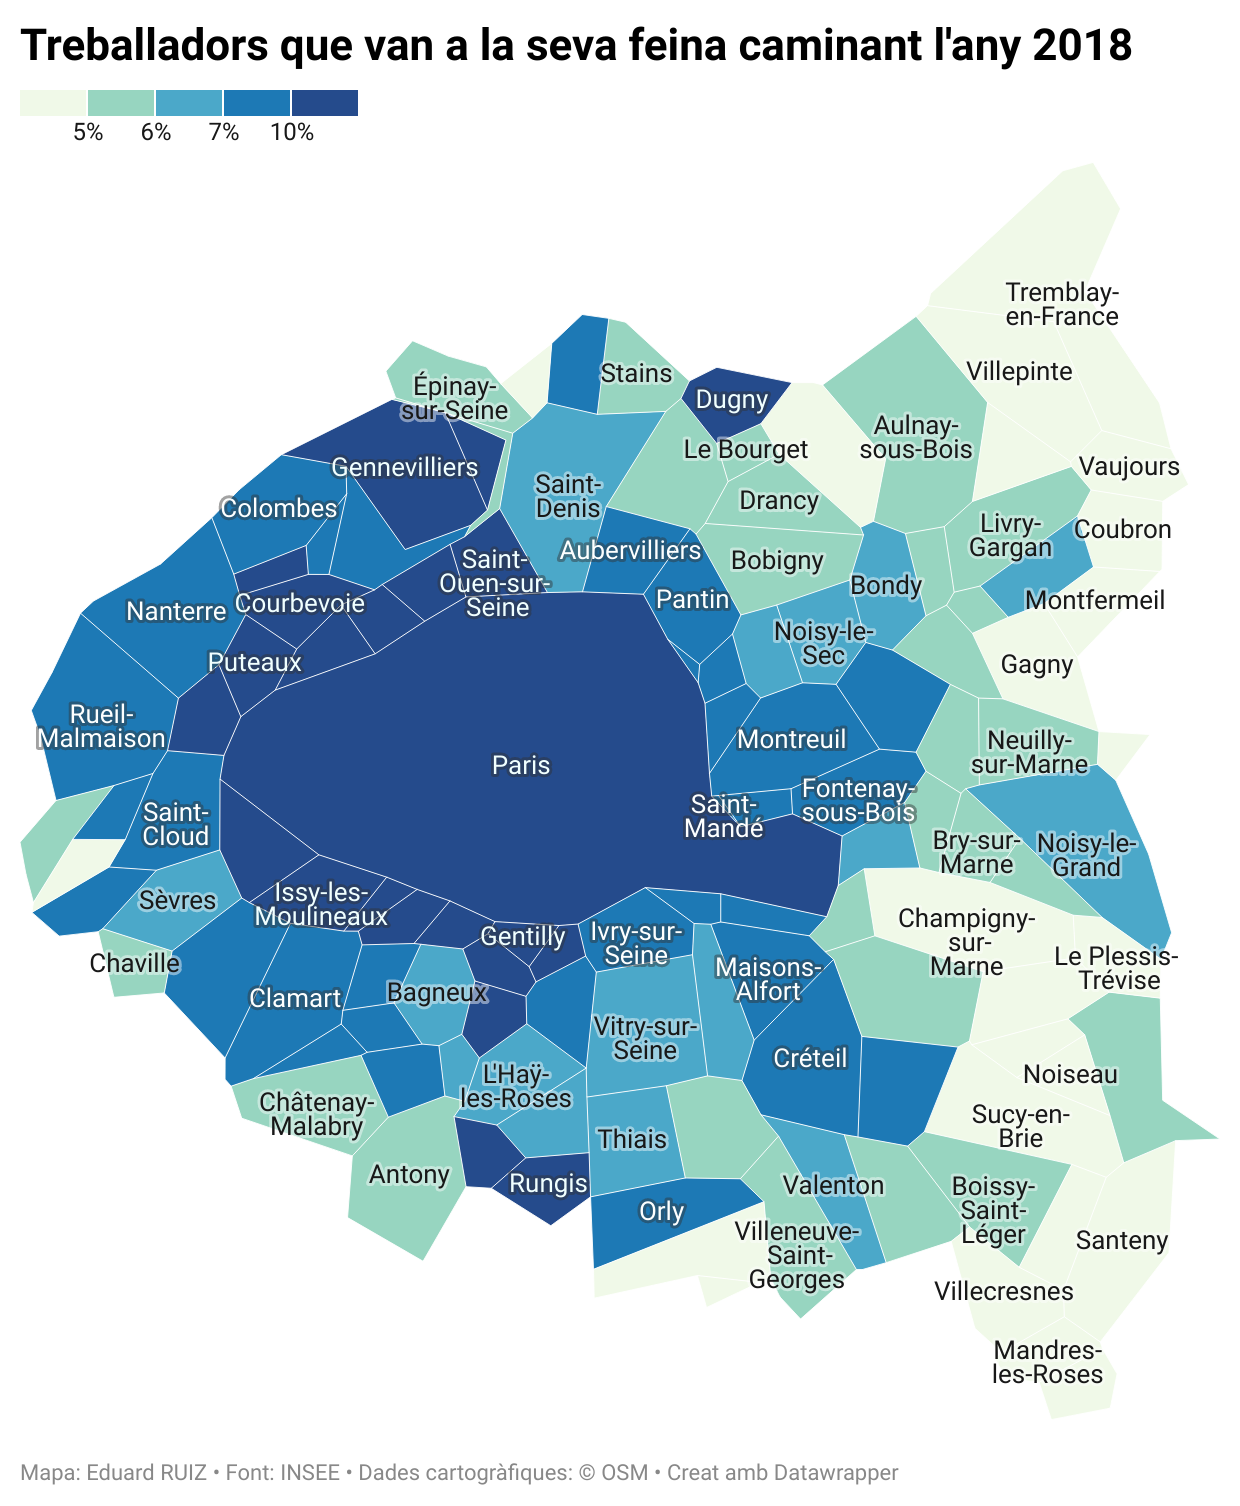 Treballadors que van a la seva feina caminant l'any 2018
5% 6% 7% 10%
Tremblay-
en-France
Villepinte
Stains
Épinay-
sur-Seine
Dugny
Aulnay-
sous-Bois
Le Bourget
Gennevilliers
Vaujours
Saint-
Denis
Drancy
Colombes
Livry-
Gargan
Coubron
Aubervilliers
Bobigny
Saint-
Ouen-sur-
Seine
Bondy
Pantin
Montfermeil
Courbevoie
Nanterre
Noisy-le-
Sec
Puteaux
Gagny
Rueil-
Malmaison
Montreuil
Neuilly-
sur-Marne
Paris
Fontenay-
sous-Bois
Saint-
Mandé
Saint-
Cloud
Bry-sur-
Marne
Noisy-le-
Grand
Sèvres
Issy-les-
Moulineaux
Champigny-
sur-
Marne
Gentilly
Ivry-sur-
Seine
Chaville
Le Plessis-
Trévise
Maisons-
Alfort
Clamart
Bagneux
Vitry-sur-
Seine
Créteil
L'Haÿ-
les-Roses
Noiseau
Châtenay-
Malabry
Sucy-en-
Brie
Thiais
Antony
Rungis
Valenton
Boissy-
Saint-
Léger
Orly
Villeneuve-
Saint-
Georges
Santeny
Villecresnes
Mandres-
les-Roses
Mapa: Eduard RUIZ • Font: INSEE • Dades cartogràfiques: © OSM • Creat amb Datawrapper